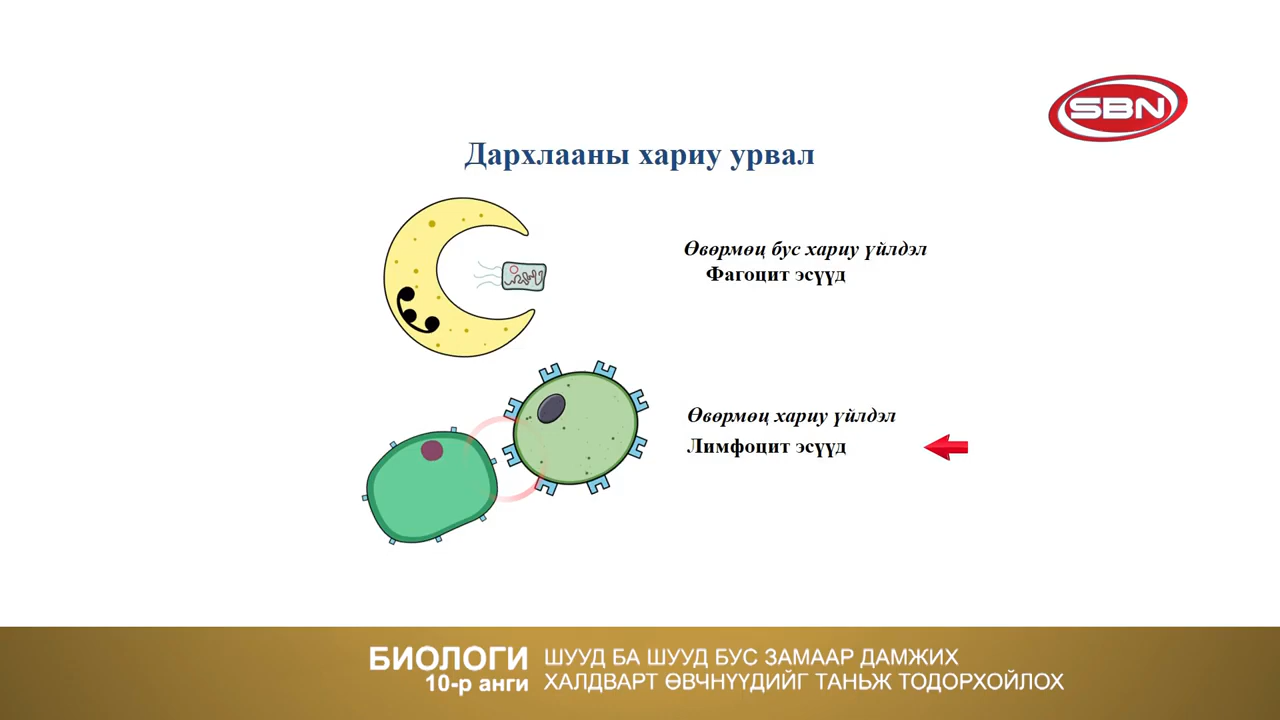 SBN
Дархлааны хариу урвал
Өвөрмөц бус хариу үйлдэл
Фагоцит эсүүд
Өвөрмөц хариу үйлдэл
Лимфоцит эсүүд
БИОЛОГИ
10-р анги
ШУУД БА ШУУД БУС ЗАМААР ДАМЖИХ
ХАЛДВАРТ ӨВЧНҮҮДИЙГ ТАНЬЖ ТОДОРХОЙЛОХ